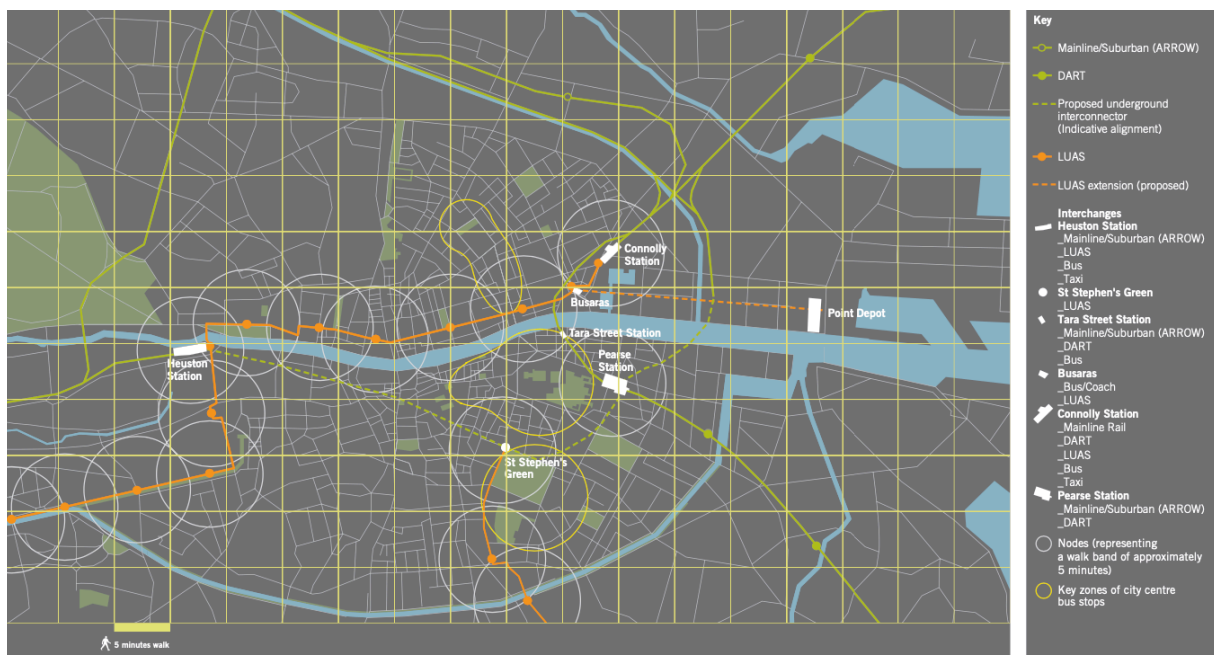 Connolly
Station
Busaras
Point Depot
Tara Street Station
Pearse
Station
Heuston
Station
St Stephen's
Green
5 minutes walk
Key
Mainline/Suburban (ARROW)
DART
Proposed underground
interconnector
(Indicative alignment)
LUAS
LUAS extension (proposed)
Interchanges
Heuston Station
_Mainline/Suburban (ARROW)
_LUAS
_Bus
_Taxi
St Stephen's Green
_LUAS
Tara Street Station
_Mainline/Suburban (ARROW)
_DART
_Bus
Busaras
_Bus/Coach
_LUAS
Connolly Station
_Mainline Rail
_DART
_LUAS
_Bus
_Taxi
Pearse Station
_Mainline/Suburban (ARROW)
_DART
Nodes (representing
a walk band of approximately
5 minutes)
Key zones of city centre
bus stops